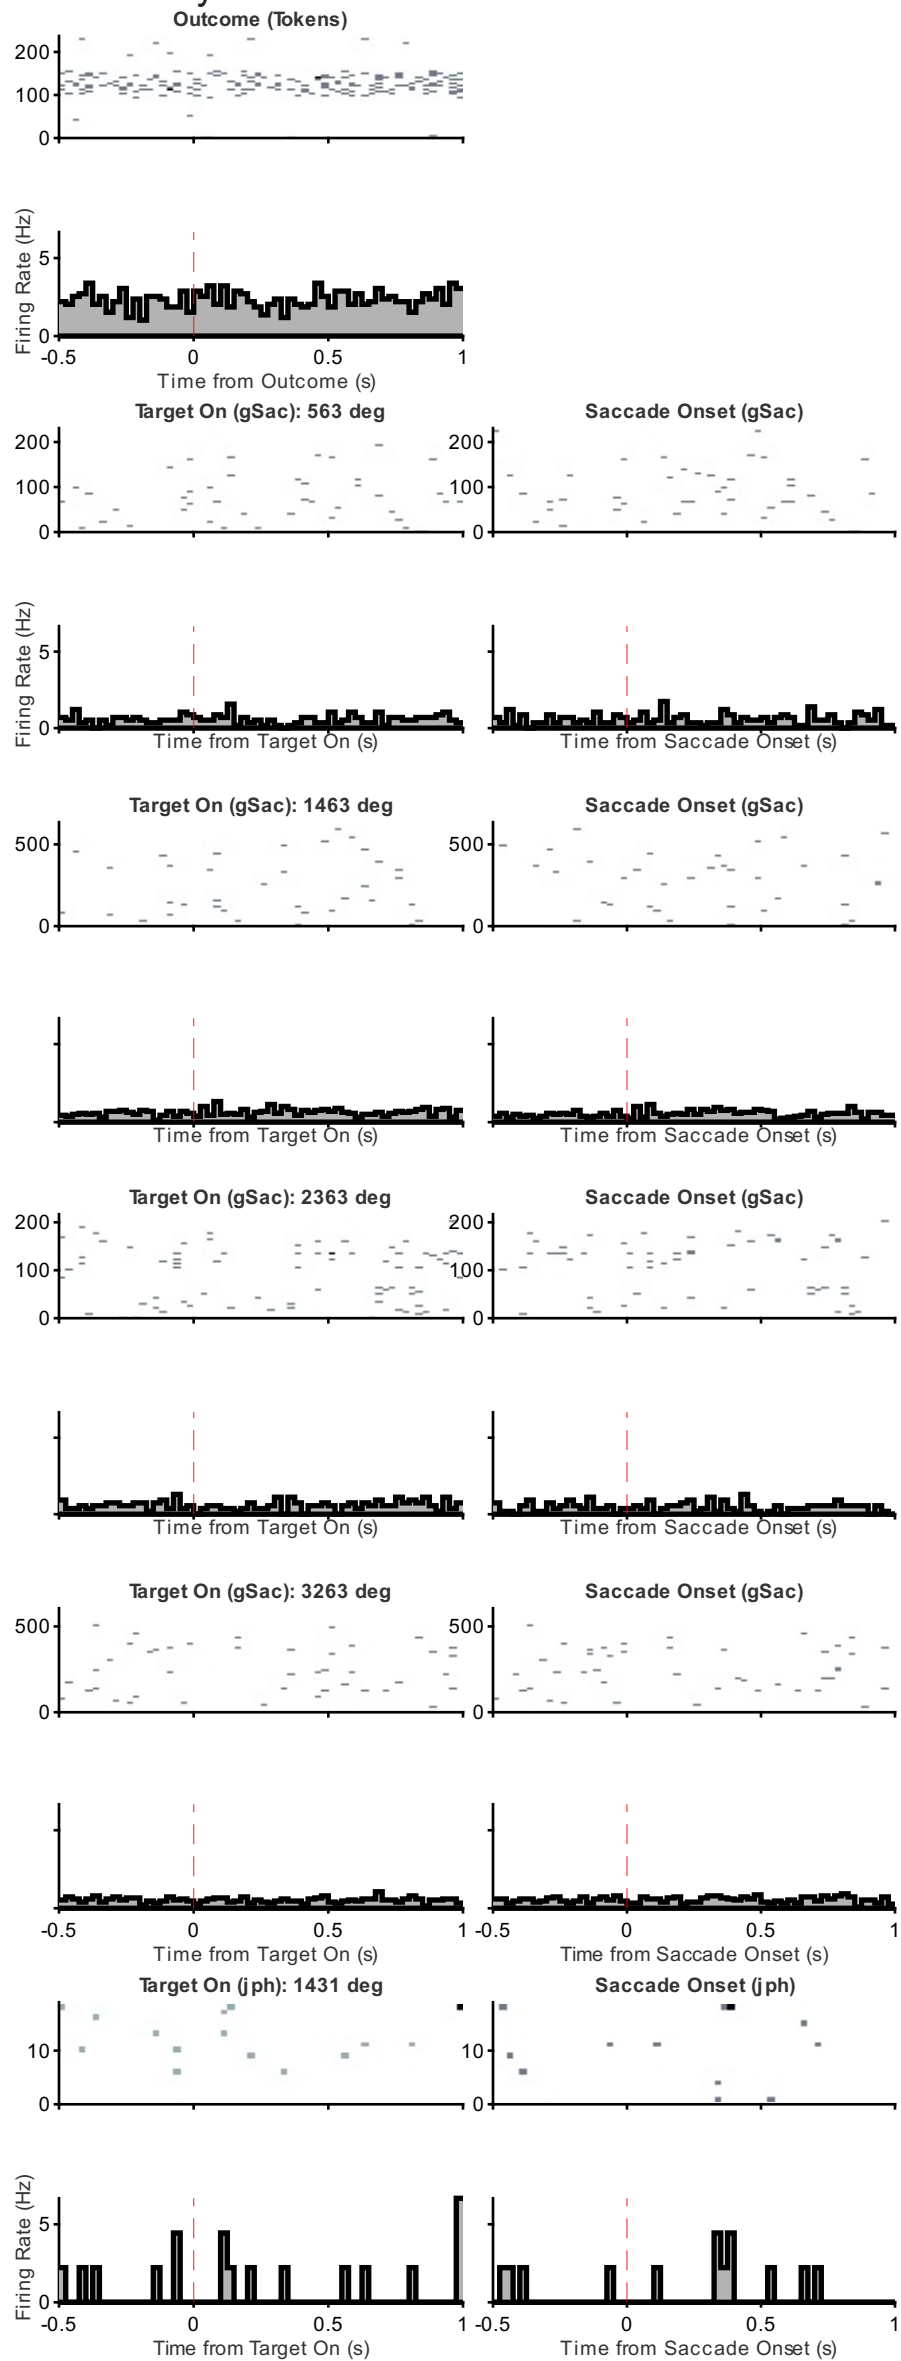 Outcome (Tokens)
200
100
0
Firing Rate (Hz)
5
0
-0.5 0 0.5 1
Time from Outcome (s)
Target On (gSac): 563 deg Saccade Onset (gSac)
200 200
100 100
0 0
Firing Rate (Hz)
5
0
Time from Target On (s) Time from Saccade Onset (s)
Target On (gSac): 1463 deg Saccade Onset (gSac)
500 500
0 0
Time from Target On (s) Time from Saccade Onset (s)
Target On (gSac): 2363 deg Saccade Onset (gSac)
200 200
100 100
0 0
Time from Target On (s) Time from Saccade Onset (s)
Target On (gSac): 3263 deg Saccade Onset (gSac)
500 500
0 0
-0.5 0 0.5 1 -0.5 0 0.5 1
Time from Target On (s) Time from Saccade Onset (s)
Target On (jph): 1431 deg Saccade Onset (jph)
10 10
0 0
Firing Rate (Hz)
5
0
-0.5 0 0.5 1 -0.5 0 0.5 1
Time from Target On (s) Time from Saccade Onset (s)